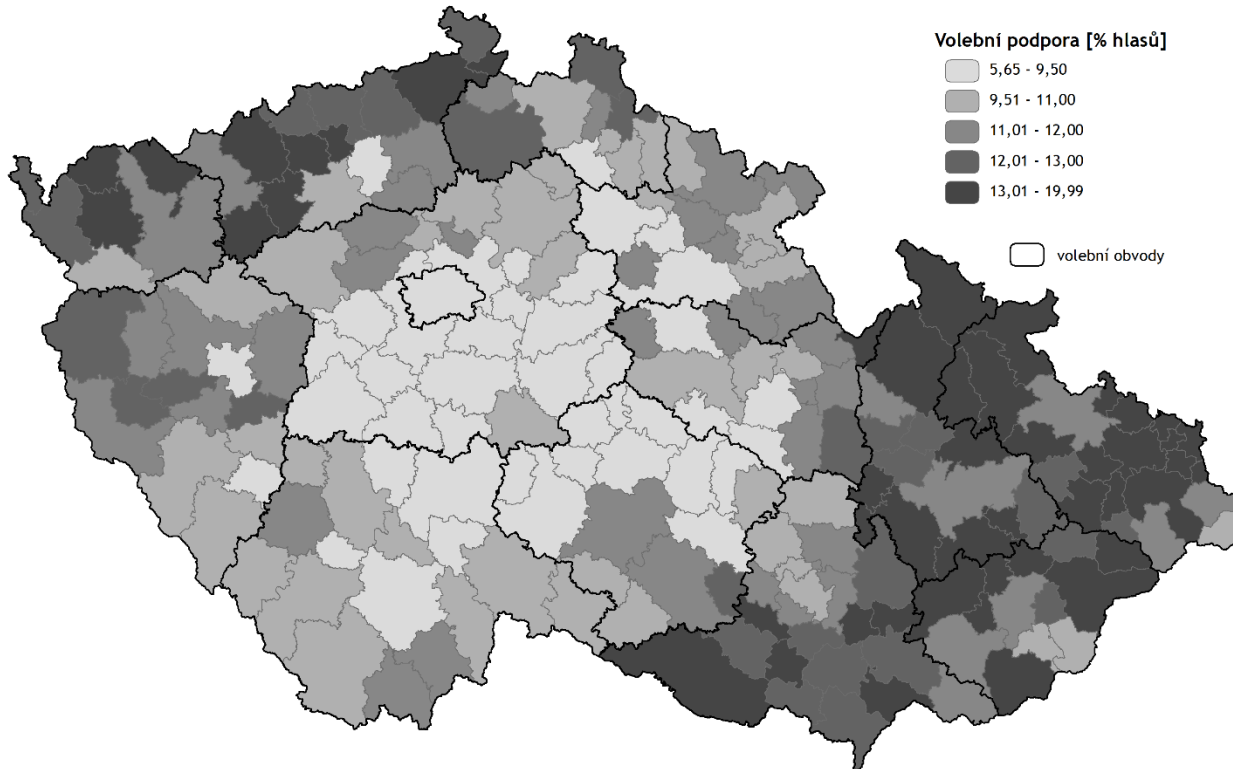 Volební podpora [% hlasů]
5,65 - 9,50
9,51 - 11,00
11,01 - 12,00
12,01 - 13,00
13,01 - 19,99
volební obvody